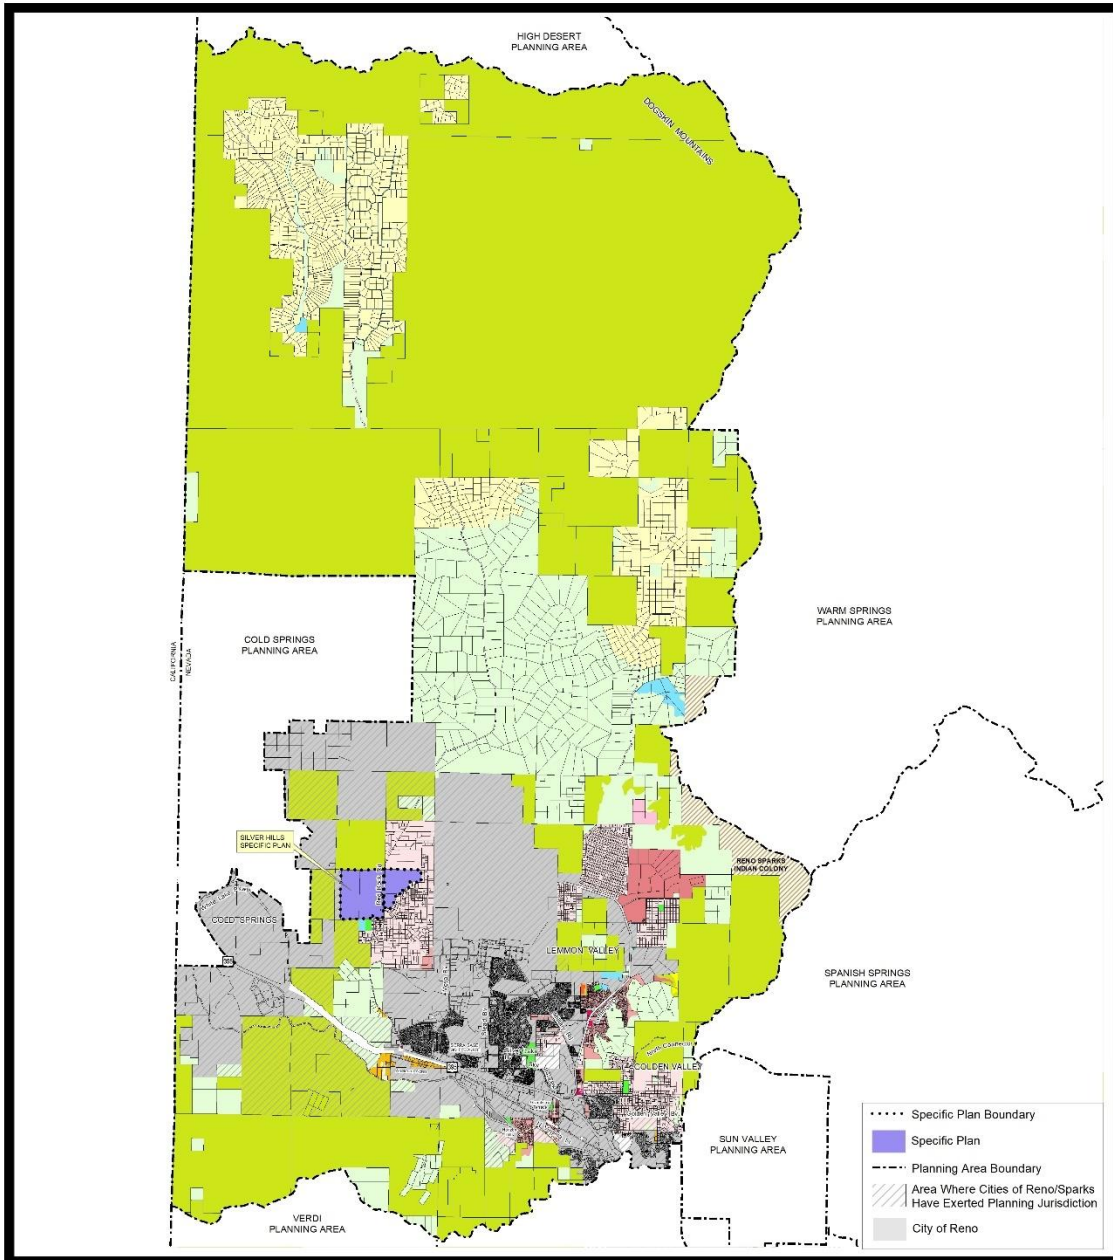 HIGH DESERT
PLANNING AREA
DOGSKIN MOUNTAINS
WARM SPRINGS
PLANNING AREA
COLD SPRINGS
PLANNING AREA
CALIFORNIA
NEVADA
SILVER HILLS
SPECIFIC PLAN
RENO SPARKS
INDIAN COLONY
COLD SPRINGS
LEMMON VALLEY
SPANISH SPRINGS
PLANNING AREA
GOLDEN VALLEY
SUN VALLEY
PLANNING AREA
VERDI
PLANNING AREA
Specific Plan Boundary
Specific Plan
Planning Area Boundary
Area Where Cities of Reno/Sparks
Have Exerted Planning Jurisdiction
City of Reno